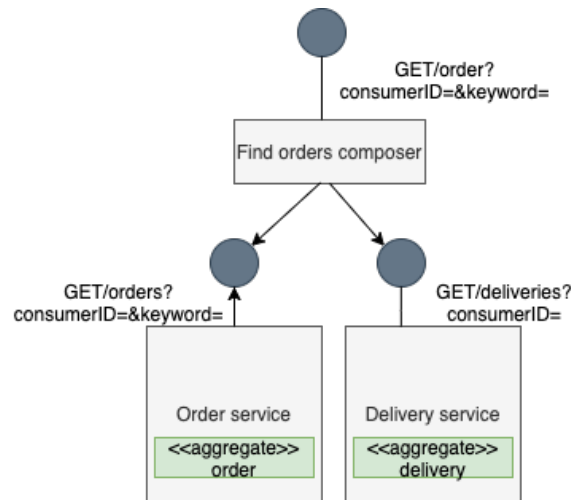 GET/order?
consumerID=&keyword=
Find orders composer
GET/orders?
consumerID=&keyword=
GET/deliveries?
consumerID=
Order service
<<aggregate>>
order
Delivery service
<<aggregate>>
delivery